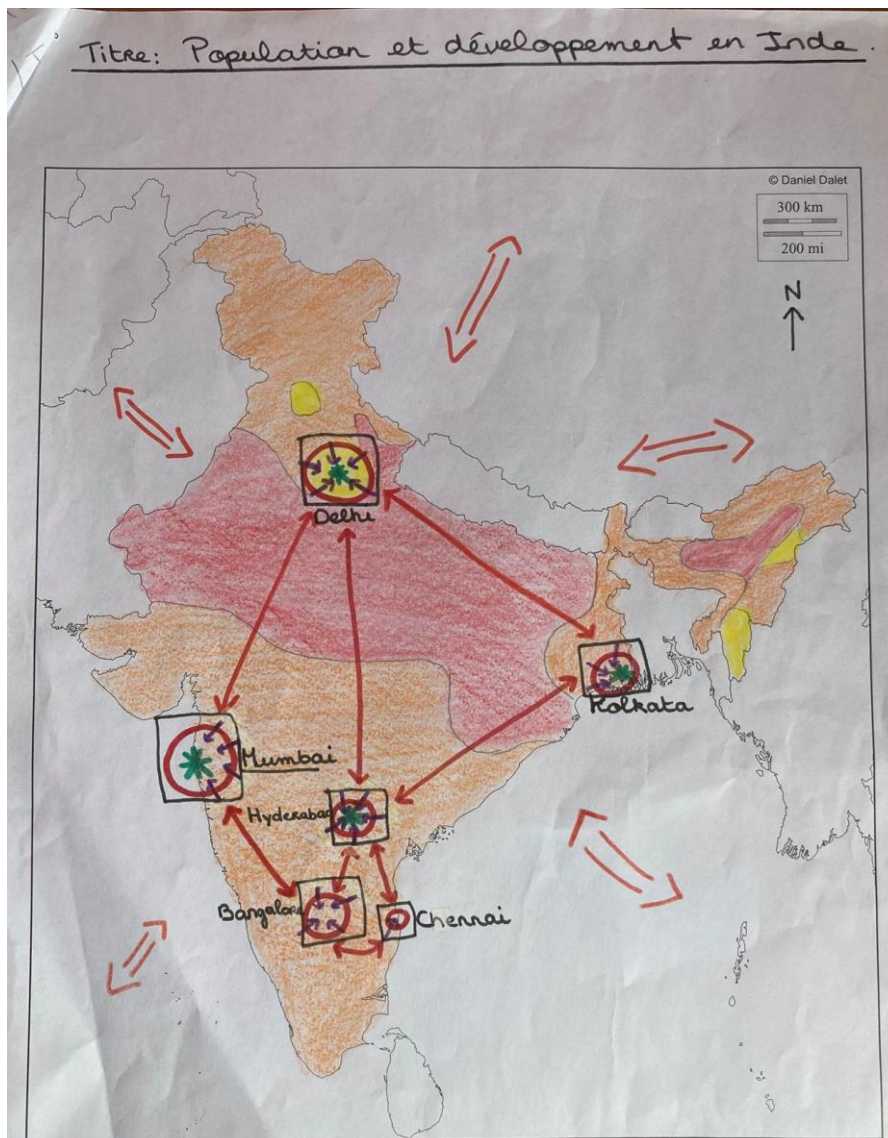 Titre: Population et développement en Inde.
© Daniel Dalet
300 km
200 mi
N
Delhi
Kolkata
Mumbai
Hyderabad
Bangalore
Chennai